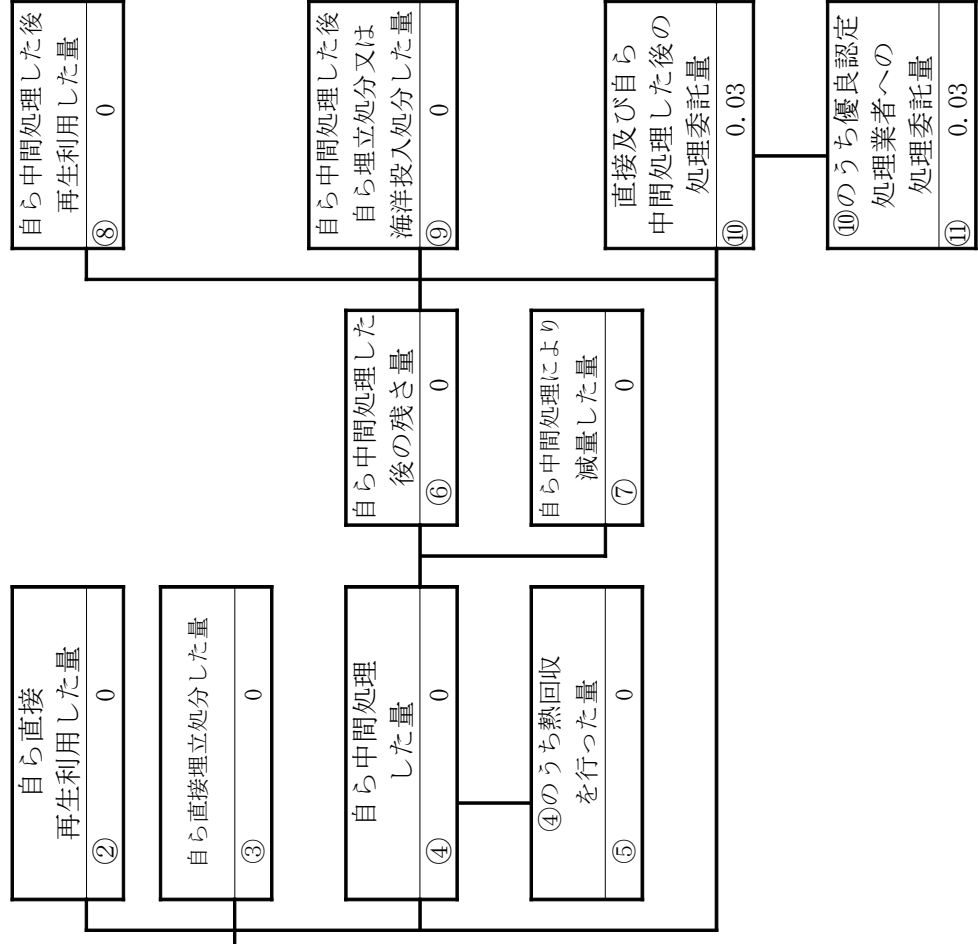 自ら直接
再生利用した量
② 0
自ら直接埋立処分した量
③ 0
自ら中間処理
した量
④ 0
④のうち熱回収
を行った量
⑤ 0
自ら中間処理した
後の残さ量
⑥ 0
自ら中間処理により
減量した量
⑦ 0
自ら中間処理した後
再生利用した量
⑧ 0
自ら中間処理した後
自ら埋立処分又は
海洋投入処分した量
⑨ 0
直接及び自ら
中間処理した後の
処理委託量
⑩ 0.03
⑩のうち優良認定
処理業者への
処理委託量
⑪ 0.03